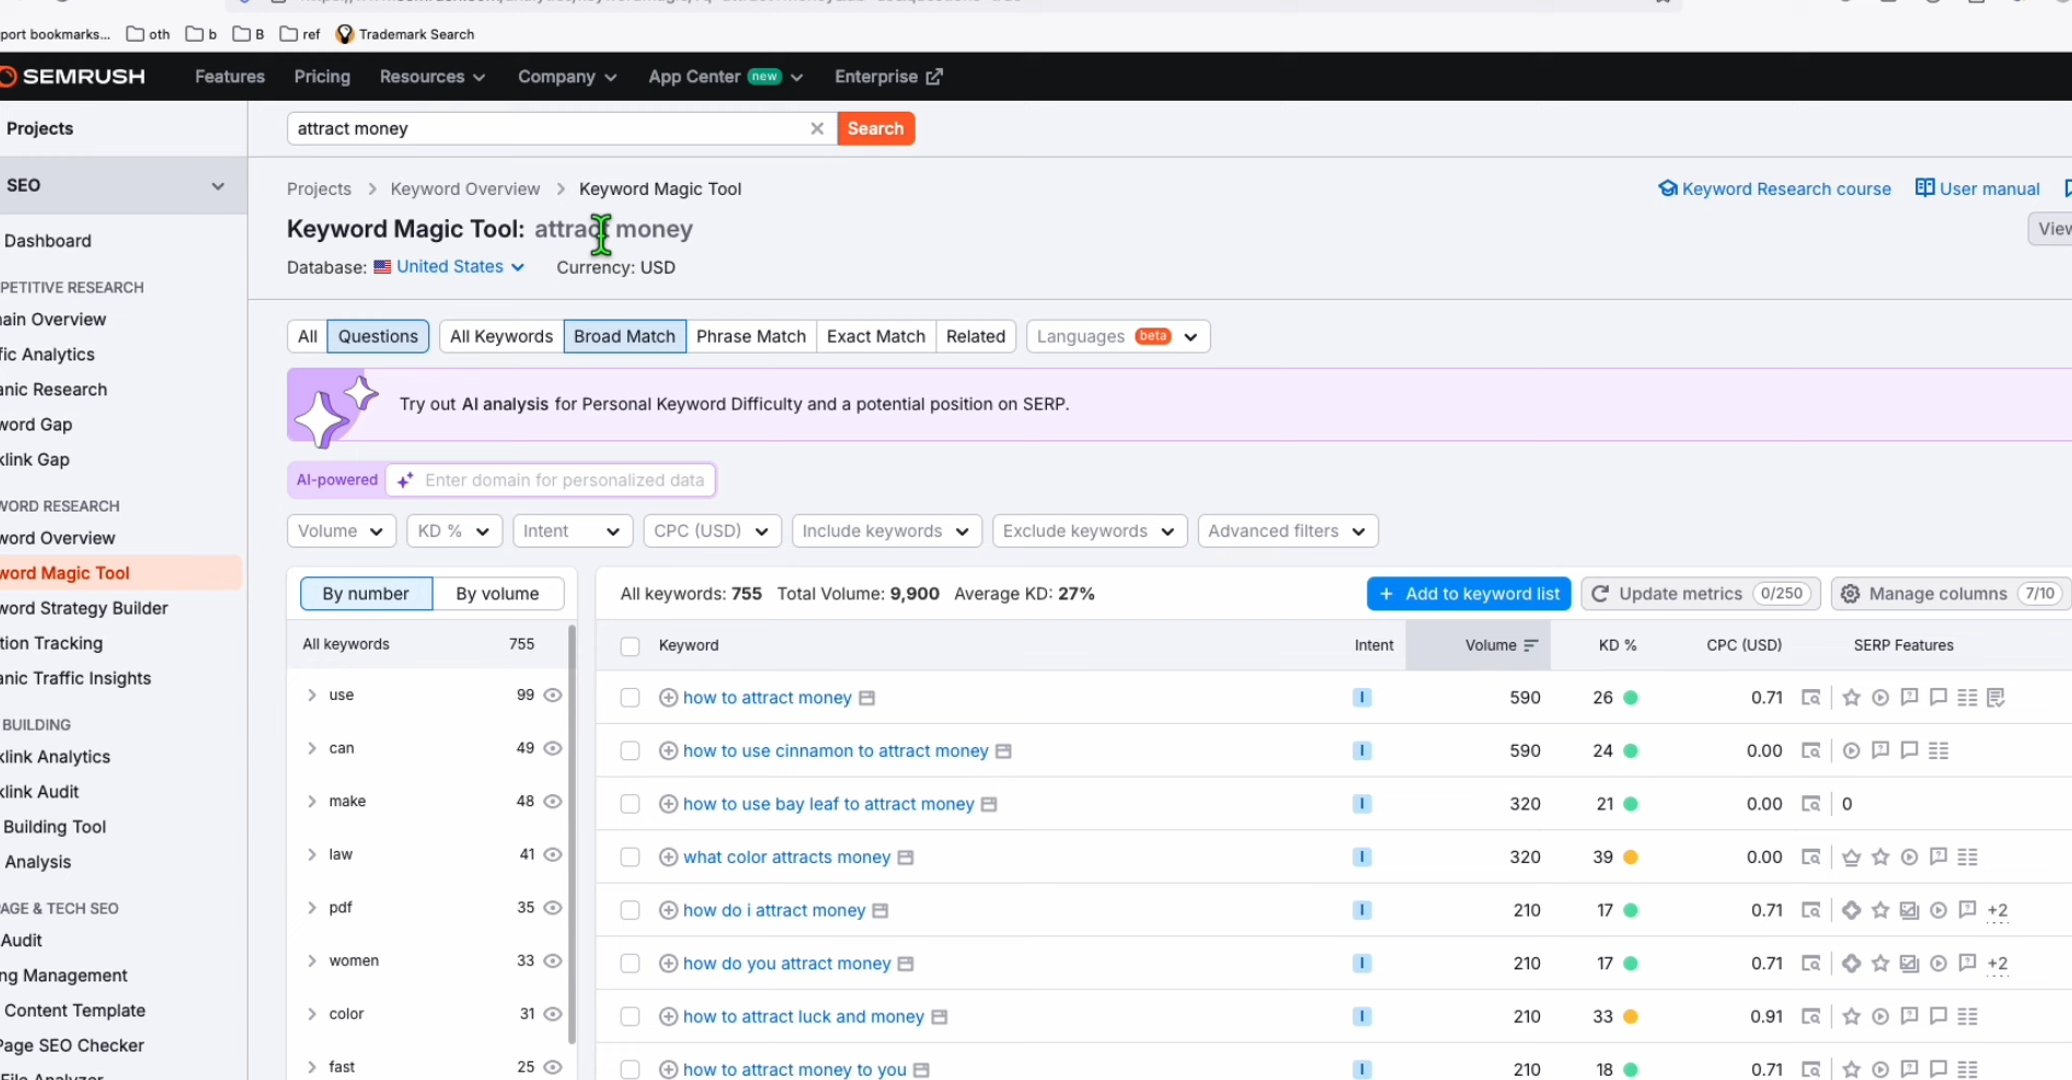 port bookmarks... oth b B ref Trademark Search
SEMRUSH Features Pricing Resources Company App Center new Enterprise
Projects
attract money Search
SEO
Projects > Keyword Overview > Keyword Magic Tool
Keyword Research course User manual
Keyword Magic Tool: attract money
View
Database: United States Currency: USD
Dashboard
PETITIVE RESEARCH
ain Overview
fic Analytics
anic Research
word Gap
klink Gap
WORD RESEARCH
word Overview
word Magic Tool
word Strategy Builder
tion Tracking
anic Traffic Insights
BUILDING
klink Analytics
klink Audit
Building Tool
Analysis
AGE & TECH SEO
Audit
ng Management
Content Template
Page SEO Checker
File Analyzer
All Questions All Keywords Broad Match Phrase Match Exact Match Related Languages beta
Try out AI analysis for Personal Keyword Difficulty and a potential position on SERP.
AI-powered Enter domain for personalized data
Volume KD % Intent CPC (USD) Include keywords Exclude keywords Advanced filters
By number By volume
All keywords 755
use 99
can 49
make 48
law 41
pdf 35
women 33
color 31
fast 25
All keywords: 755 Total Volume: 9,900 Average KD: 27%
+ Add to keyword list Update metrics 0/250 Manage columns 7/10
Keyword Intent Volume KD % CPC (USD) SERP Features
how to attract money I 590 26 0.71
how to use cinnamon to attract money I 590 24 0.00
how to use bay leaf to attract money I 320 21 0.00 0
what color attracts money I 320 39 0.00
how do i attract money I 210 17 0.71 +2
how do you attract money I 210 17 0.71 +2
how to attract luck and money I 210 33 0.91
how to attract money to you I 210 18 0.71